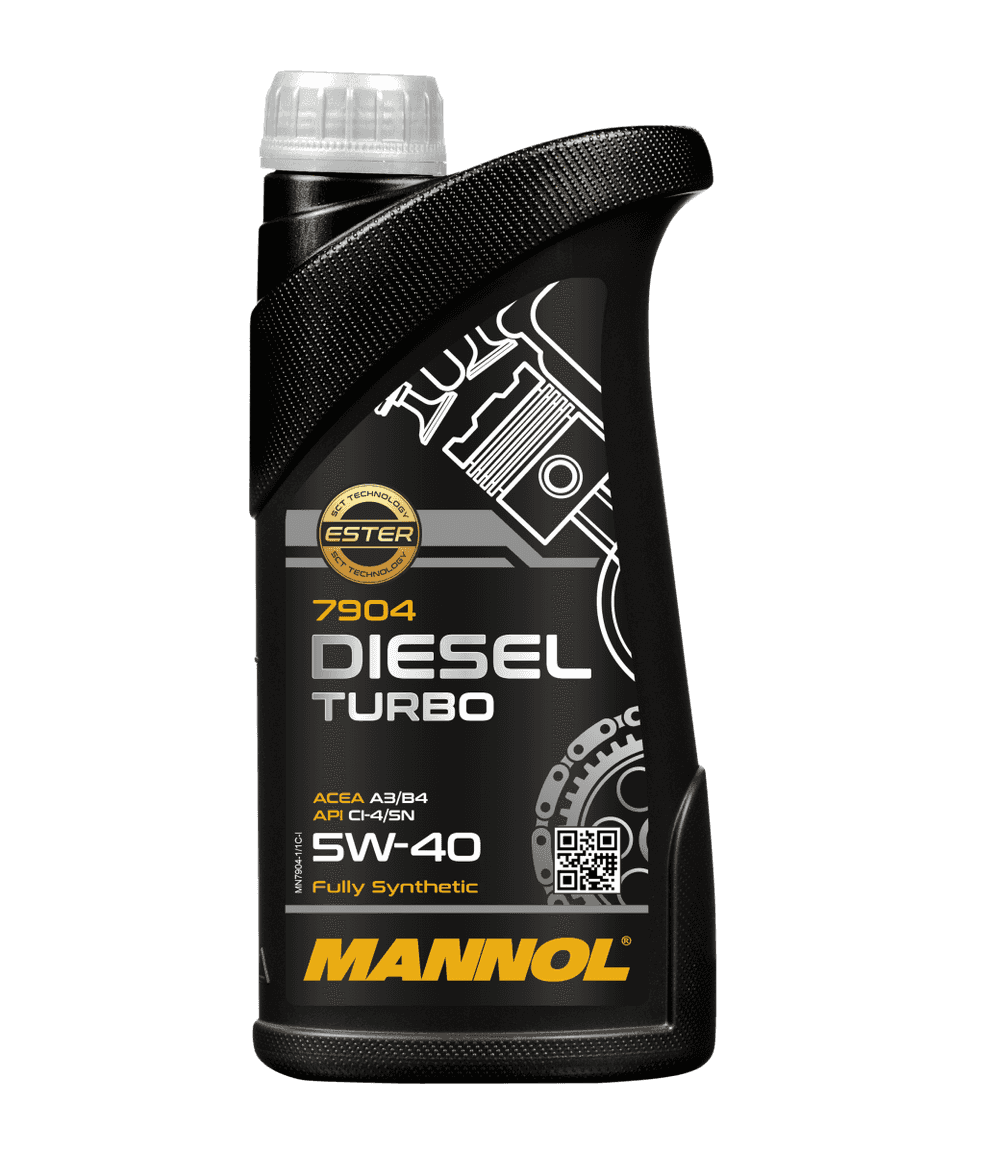 SCT TECHNOLOGY
ESTER
SCT TECHNOLOGY
7904
DIESEL
TURBO
ACEA A3/B4
API CI-4/SN
5W-40
MN7904-1/1C-I
Fully Synthetic
MANNOL®